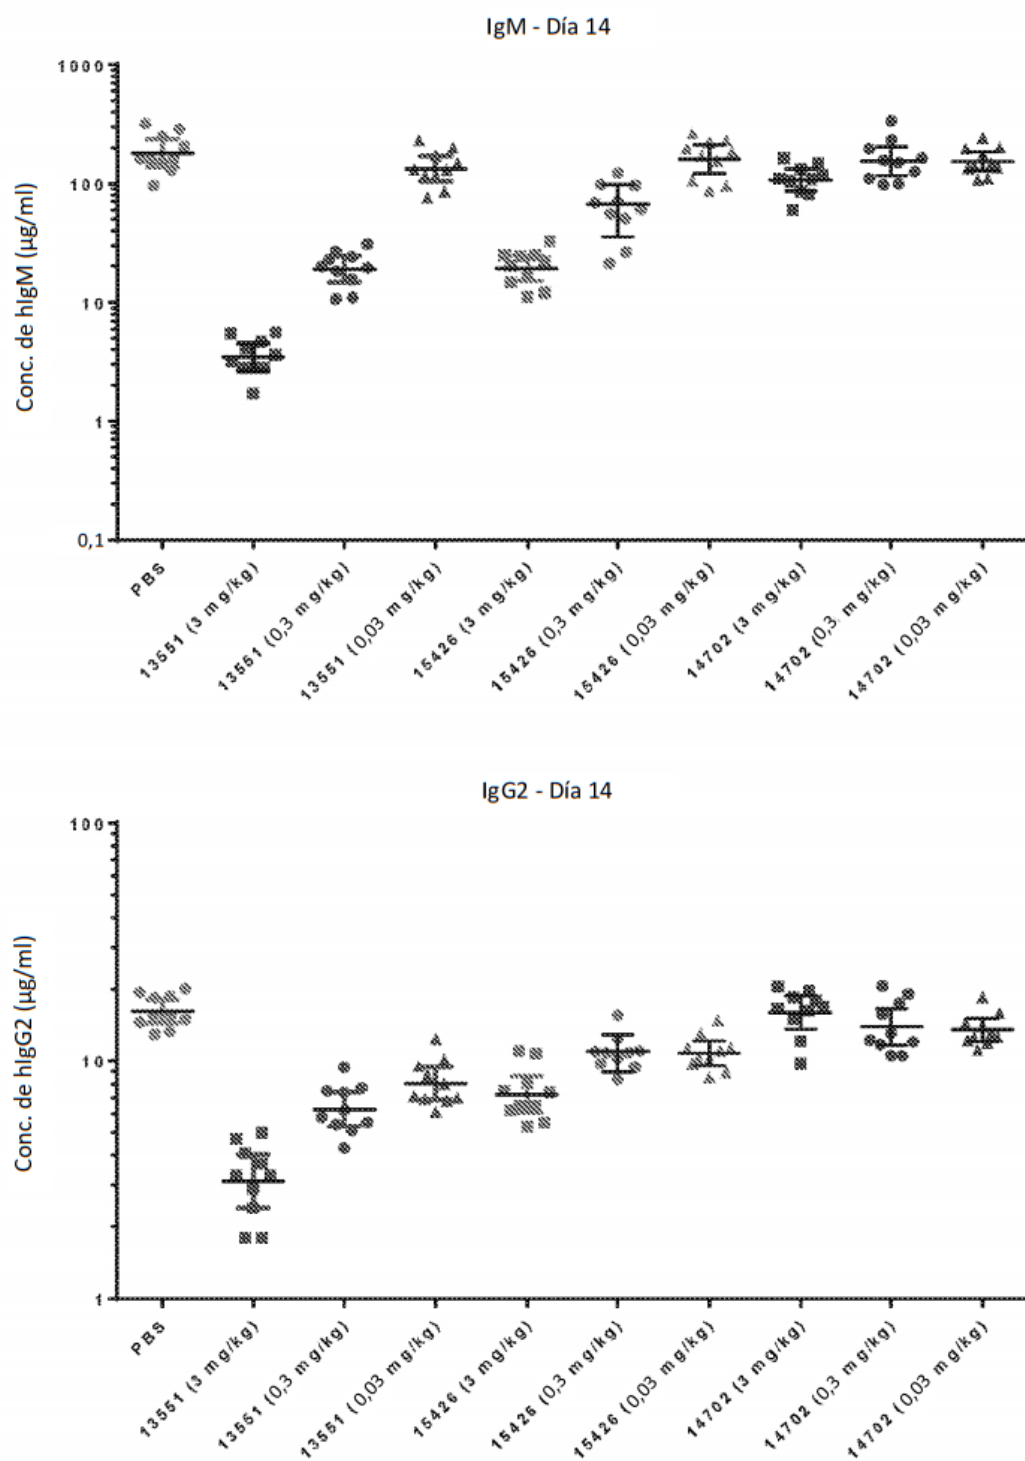 IgM - Día 14
Conc. de hIgM (µg/ml)
1000
100
10
1
0,1
PBS
13551 (3 mg/kg)
13551 (0,3 mg/kg)
13551 (0,03 mg/kg)
15426 (3 mg/kg)
15426 (0,3 mg/kg)
15426 (0,03 mg/kg)
14702 (3 mg/kg)
14702 (0,3 mg/kg)
14702 (0,03 mg/kg)
IgG2 - Día 14
Conc. de hIgG2 (µg/ml)
100
10
1
PBS
13551 (3 mg/kg)
13551 (0,3 mg/kg)
13551 (0,03 mg/kg)
15426 (3 mg/kg)
15426 (0,3 mg/kg)
15426 (0,03 mg/kg)
14702 (3 mg/kg)
14702 (0,3 mg/kg)
14702 (0,03 mg/kg)